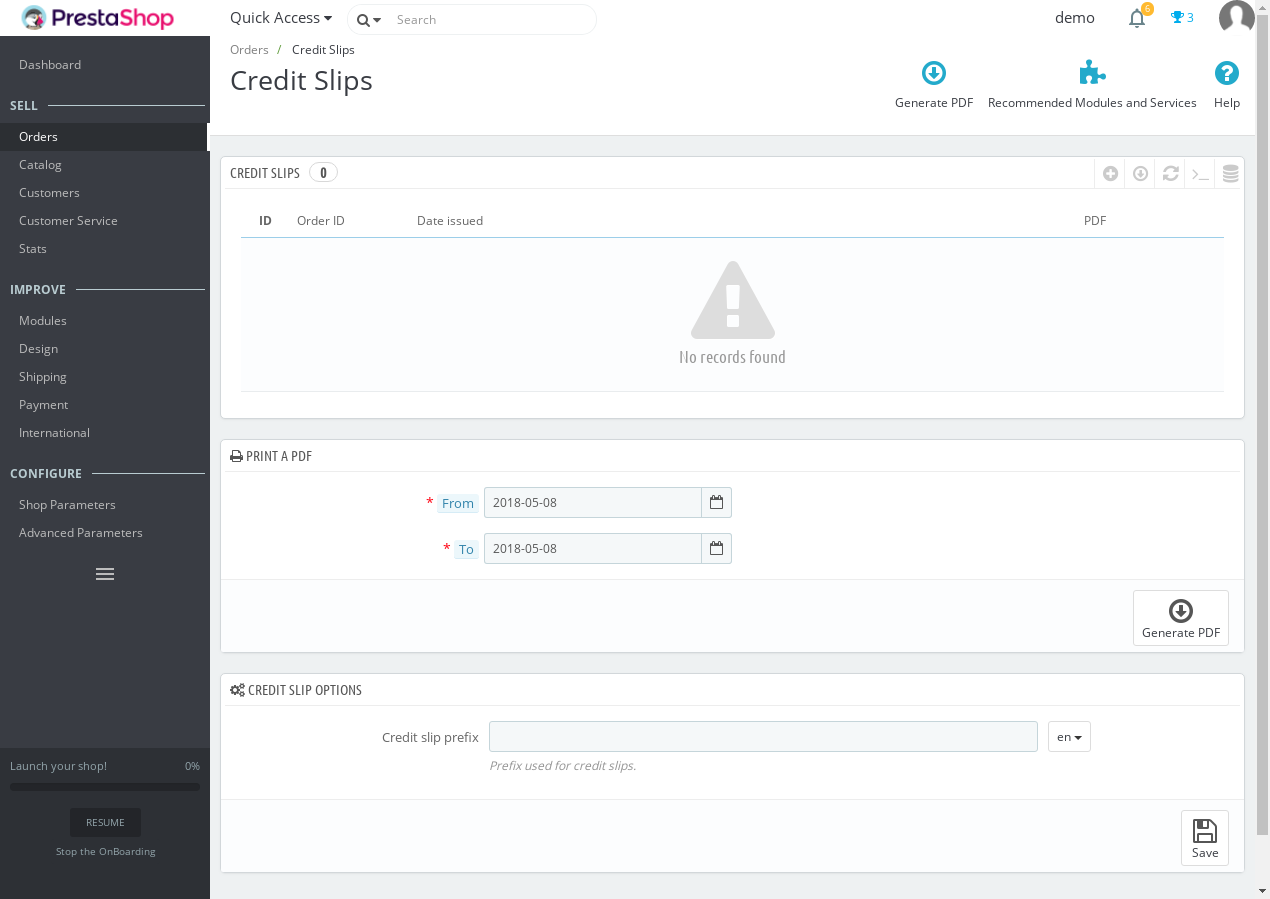 PrestaShop
Quick Access
Search
demo
6
3
Dashboard
SELL
Orders
Catalog
Customers
Customer Service
Stats
IMPROVE
Modules
Design
Shipping
Payment
International
CONFIGURE
Shop Parameters
Advanced Parameters
Launch your shop! 0%
RESUME
Stop the OnBoarding
Orders / Credit Slips
Credit Slips
Generate PDF
Recommended Modules and Services
Help
CREDIT SLIPS 0
ID Order ID Date issued PDF
No records found
PRINT A PDF
* From 2018-05-08
* To 2018-05-08
Generate PDF
CREDIT SLIP OPTIONS
Credit slip prefix en
Prefix used for credit slips.
Save